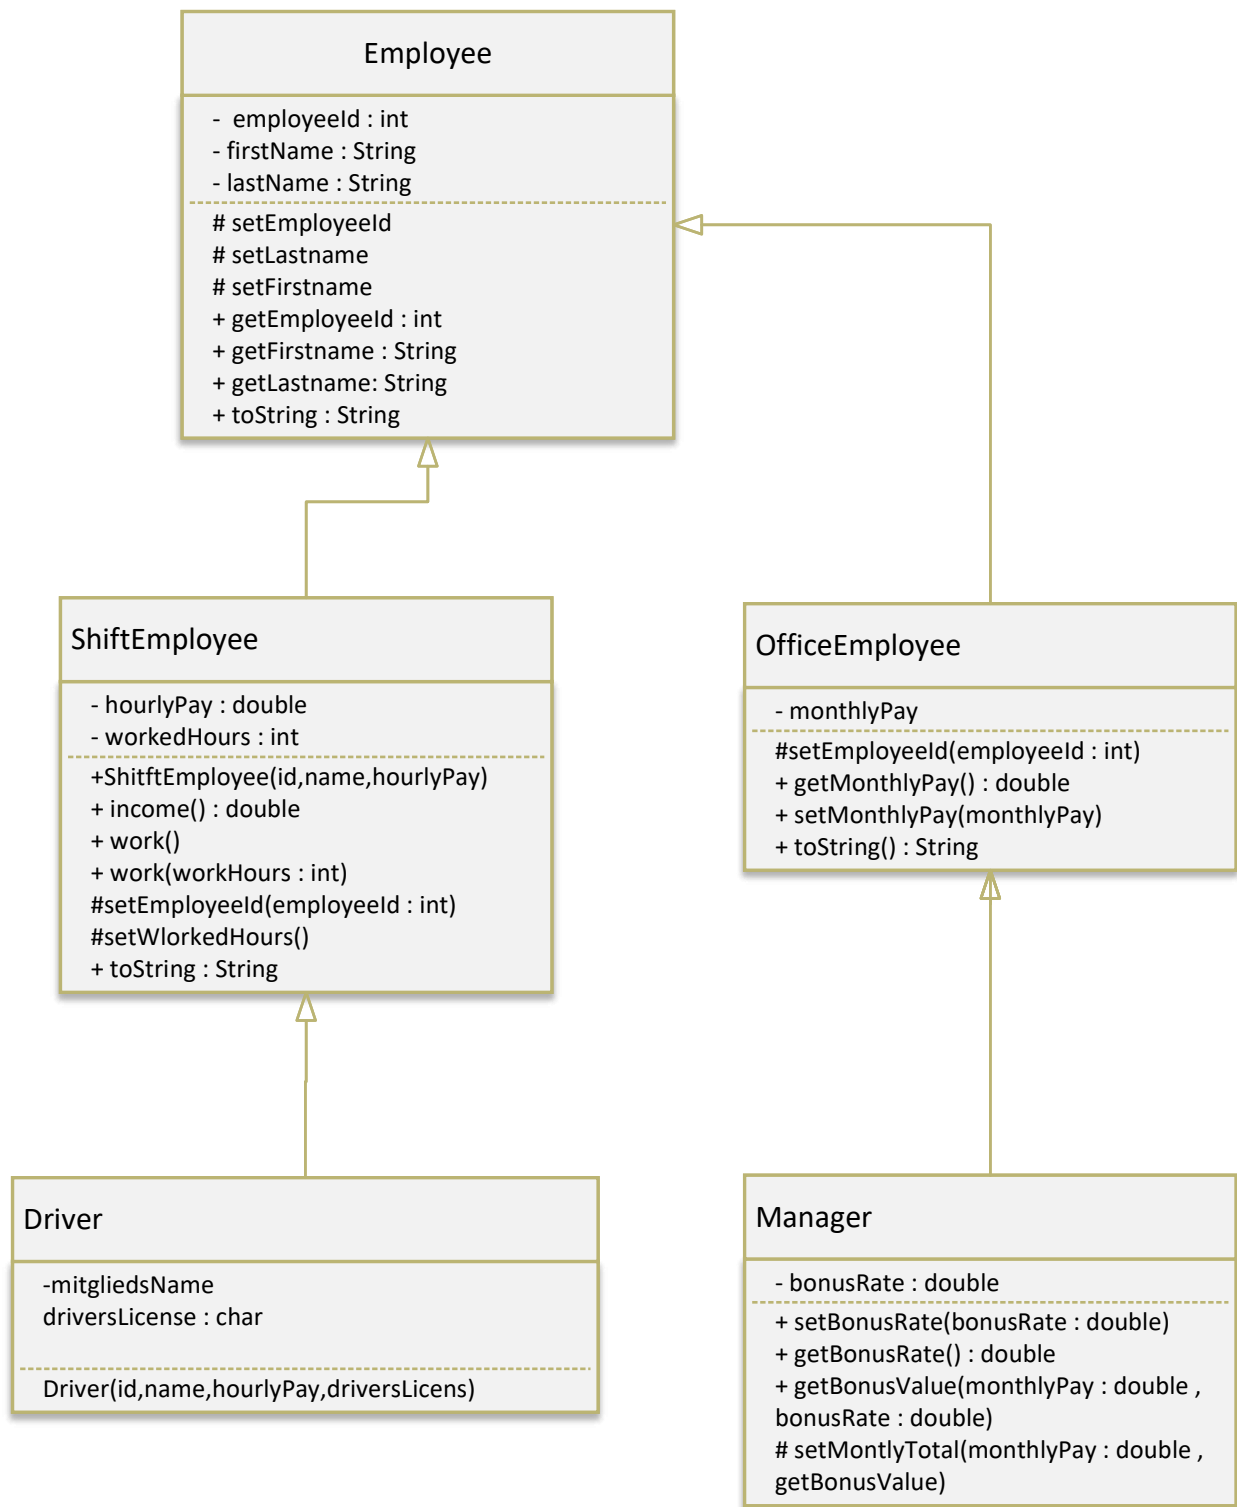 Employee
- employeeId : int
- firstName : String
- lastName : String
# setEmployeeId
# setLastname
# setFirstname
+ getEmployeeId : int
+ getFirstname : String
+ getLastname: String
+ toString : String
ShiftEmployee
- hourlyPay : double
- workedHours : int
+ShitftEmployee(id,name,hourlyPay)
+ income() : double
+ work()
+ work(workHours : int)
#setEmployeeId(employeeId : int)
#setWlorkedHours()
+ toString : String
OfficeEmployee
- monthlyPay
#setEmployeeId(employeeId : int)
+ getMonthlyPay() : double
+ setMonthlyPay(monthlyPay)
+ toString() : String
Driver
-mitgliedsName
driversLicense : char
Driver(id,name,hourlyPay,driversLicens)
Manager
- bonusRate : double
+ setBonusRate(bonusRate : double)
+ getBonusRate() : double
+ getBonusValue(monthlyPay : double ,
bonusRate : double)
# setMontlyTotal(monthlyPay : double ,
getBonusValue)